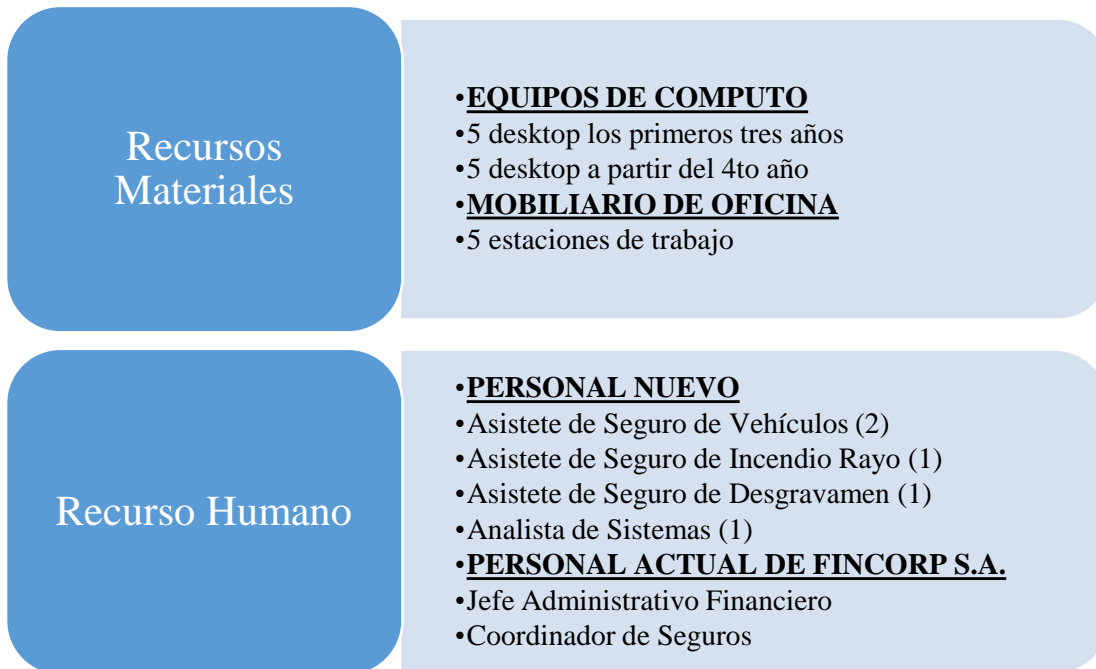 Recursos
Materiales
•EQUIPOS DE COMPUTO
•5 desktop los primeros tres años
•5 desktop a partir del 4to año
•MOBILIARIO DE OFICINA
•5 estaciones de trabajo
Recurso Humano
•PERSONAL NUEVO
•Asistete de Seguro de Vehículos (2)
•Asistete de Seguro de Incendio Rayo (1)
•Asistete de Seguro de Desgravamen (1)
•Analista de Sistemas (1)
•PERSONAL ACTUAL DE FINCORP S.A.
•Jefe Administrativo Financiero
•Coordinador de Seguros